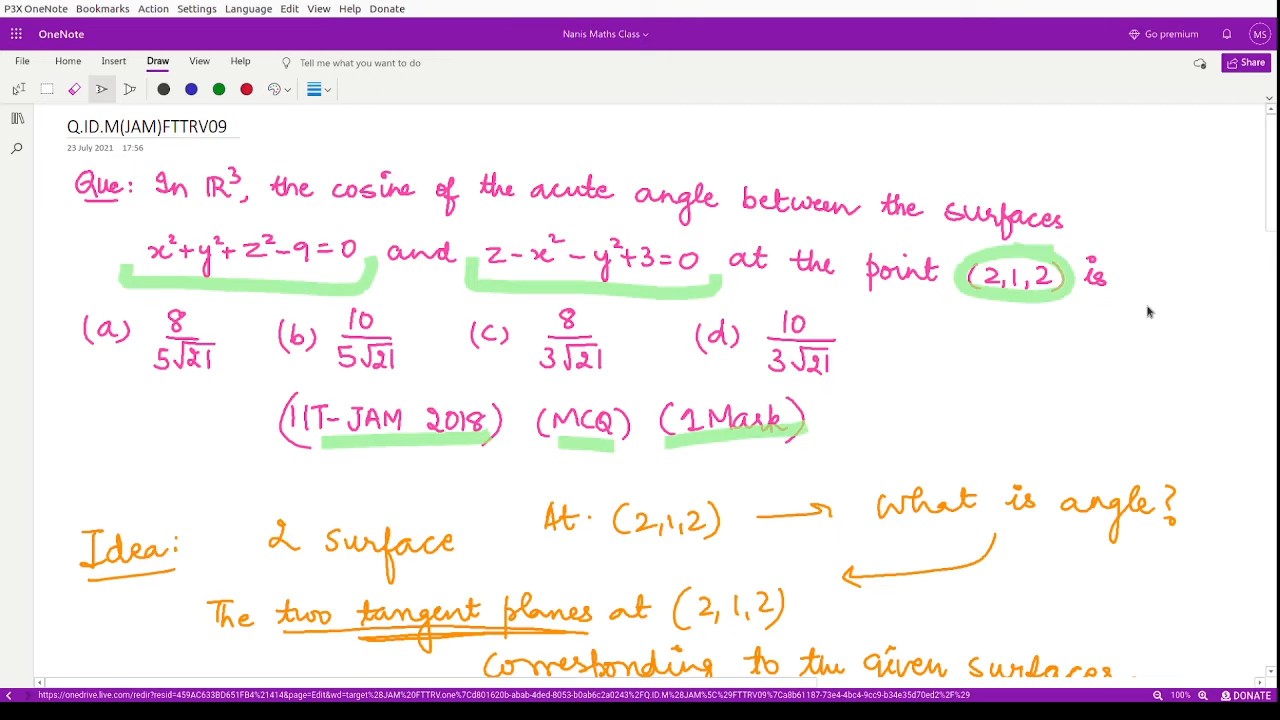 P3X OneNote Bookmarks Action Settings Language Edit View Help Donate
OneNote
Nanis Maths Class
Go premium
MS
File Home Insert Draw View Help Tell me what you want to do
Share
Q.ID.M(JAM)FTTRV09
23 July 2021 17:56
Que: In ℝ³, the cosine of the acute angle between the surfaces
x²+y²+z²-9=0 and z-x²-y²+3=0 at the point (2,1,2) is
(a) 8/5√21 (b) 10/5√21 (c) 8/3√21 (d) 10/3√21
(IIT-JAM 2018) (MCQ) (1 Mark)
Idea: 2 surface At (2,1,2) → What is angle?
The two tangent planes at (2,1,2)
corresponding to the given surfaces.
100%
DONATE